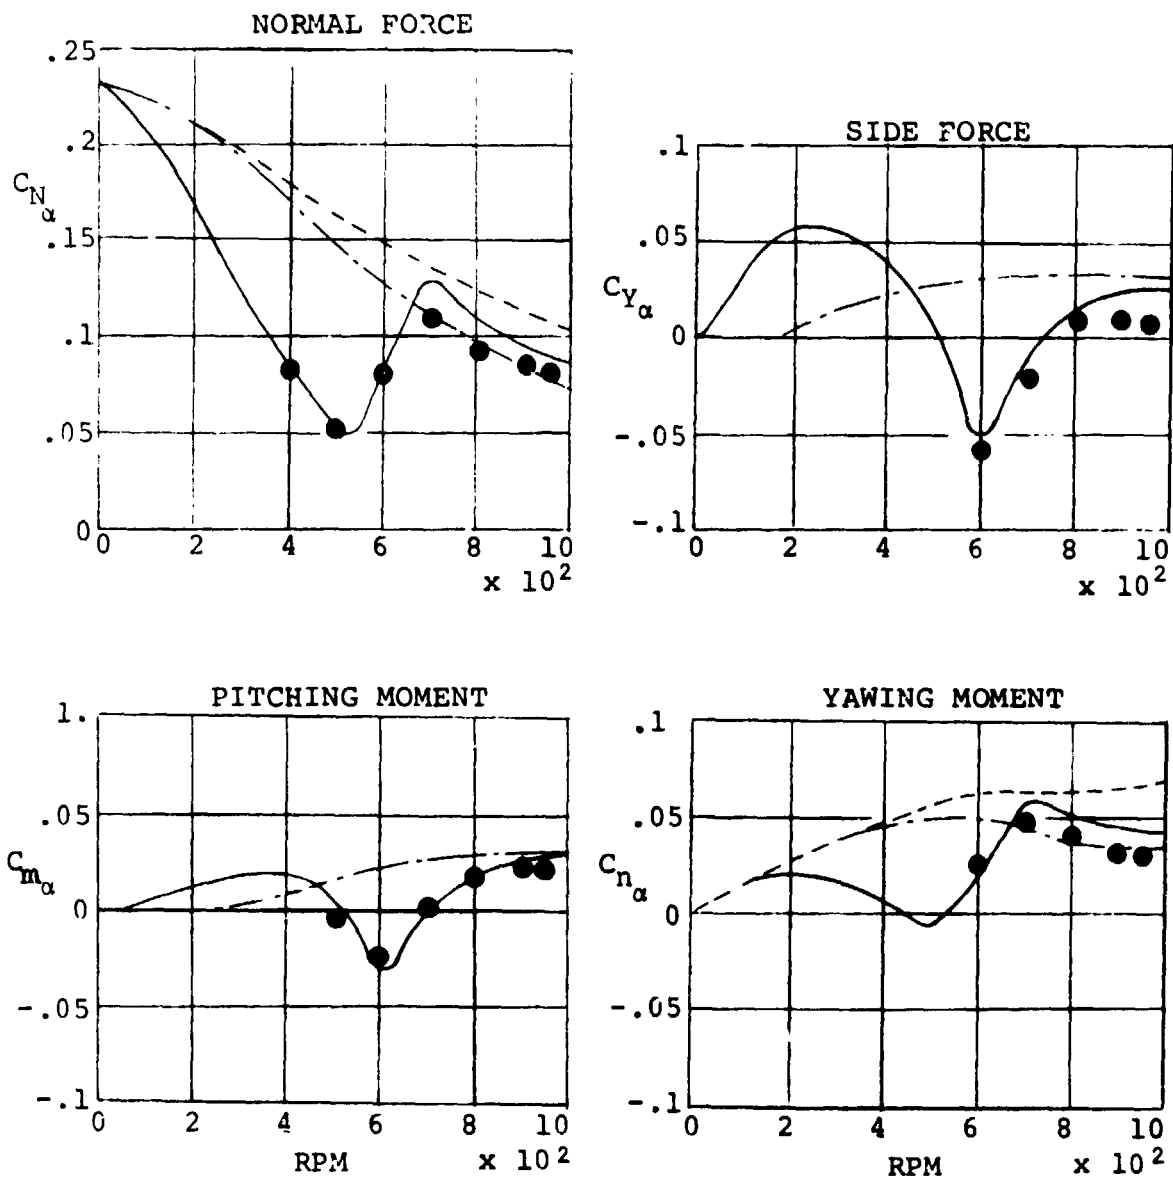 NORMAL FORCE
.25
.2
.15
.1
.05
0
C_Nα
0 2 4 6 8 10
x 10²
SIDE FORCE
.1
.05
0
-.05
-.1
C_Yα
0 2 4 6 8 10
x 10²
PITCHING MOMENT
1.
.05
0
-.05
-.1
C_mα
0 2 4 6 8 10
RPM x 10²
YAWING MOMENT
.1
.05
0
-.05
-.1
C_nα
0 2 4 6 8 10
RPM x 10²